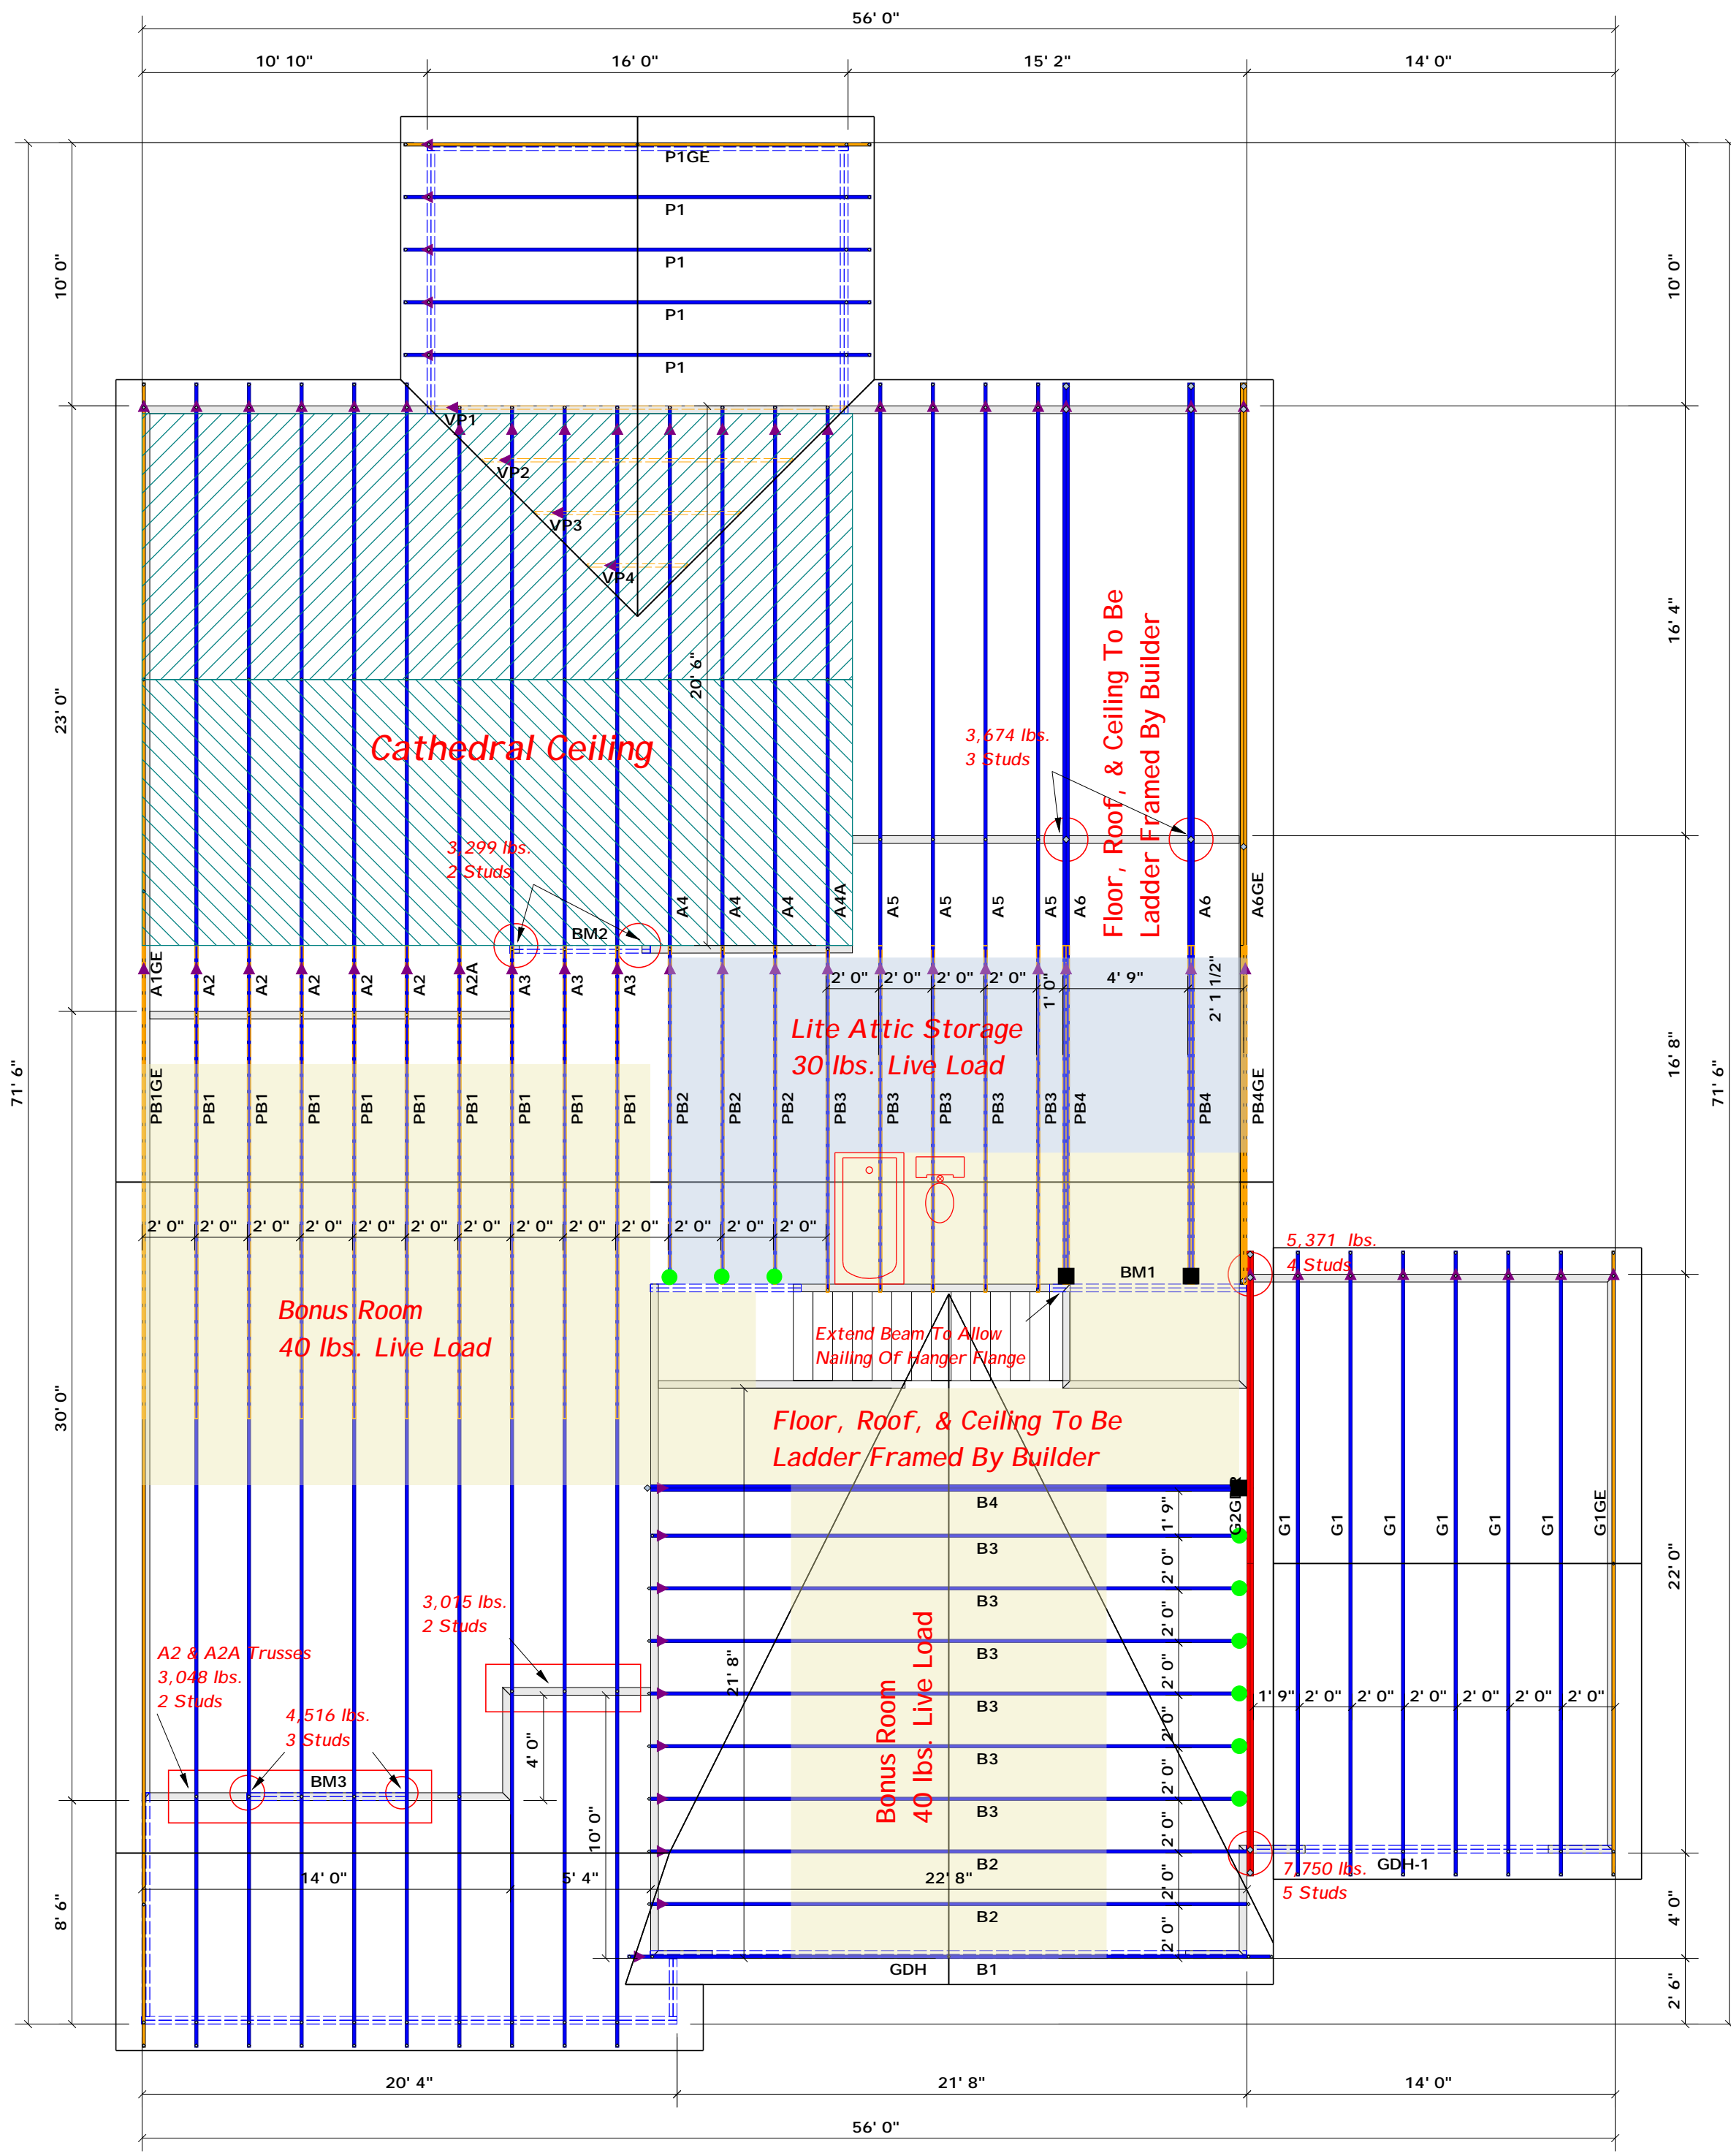 56' 0"
10' 10"
16' 0"
15' 2"
14' 0"
P1GE
P1
P1
P1
P1
VP1
VP2
VP3
VP4
10' 0"
23' 0"
71' 6"
30' 0"
8' 6"
10' 0"
16' 4"
16' 8"
71' 6"
22' 0"
4' 0"
2' 6"
20' 6"
Cathedral Ceiling
3,674 lbs.
3 Studs
Floor, Roof, & Ceiling To Be
Ladder Framed By Builder
3,299 lbs.
2 Studs
BM2
A1GE
A2
A2
A2
A2
A2
A2A
A3
A3
A3
A4
A4
A4
A4A
A5
A5
A5
A5
A6
A6
A6GE
2' 0"
2' 0"
2' 0"
2' 0"
1' 0"
4' 9"
2' 1 1/2"
Lite Attic Storage
30 lbs. Live Load
PB1GE
PB1
PB1
PB1
PB1
PB1
PB1
PB1
PB1
PB1
PB2
PB2
PB2
PB3
PB3
PB3
PB3
PB3
PB4
PB4
PB4GE
2' 0"
2' 0"
2' 0"
2' 0"
2' 0"
2' 0"
2' 0"
2' 0"
2' 0"
2' 0"
2' 0"
2' 0"
2' 0"
5,371 lbs.
4 Studs
BM1
Bonus Room
40 lbs. Live Load
Extend Beam To Allow
Nailing Of Hanger Flange
Floor, Roof, & Ceiling To Be
Ladder Framed By Builder
B4
B3
B3
B3
B3
B3
B3
B2
B2
B1
GDH
1' 9"
2' 0"
2' 0"
2' 0"
2' 0"
2' 0"
2' 0"
2' 0"
2' 0"
21' 8"
Bonus Room
40 lbs. Live Load
G1
G1
G1
G1
G1
G1
G1GE
1' 9"
2' 0"
2' 0"
2' 0"
2' 0"
2' 0"
2' 0"
3,015 lbs.
2 Studs
A2 & A2A Trusses
3,048 lbs.
2 Studs
4,516 lbs.
3 Studs
BM3
4' 0"
10' 0"
GDH-1
7,750 lbs.
5 Studs
14' 0"
5' 4"
22' 8"
20' 4"
21' 8"
14' 0"
56' 0"